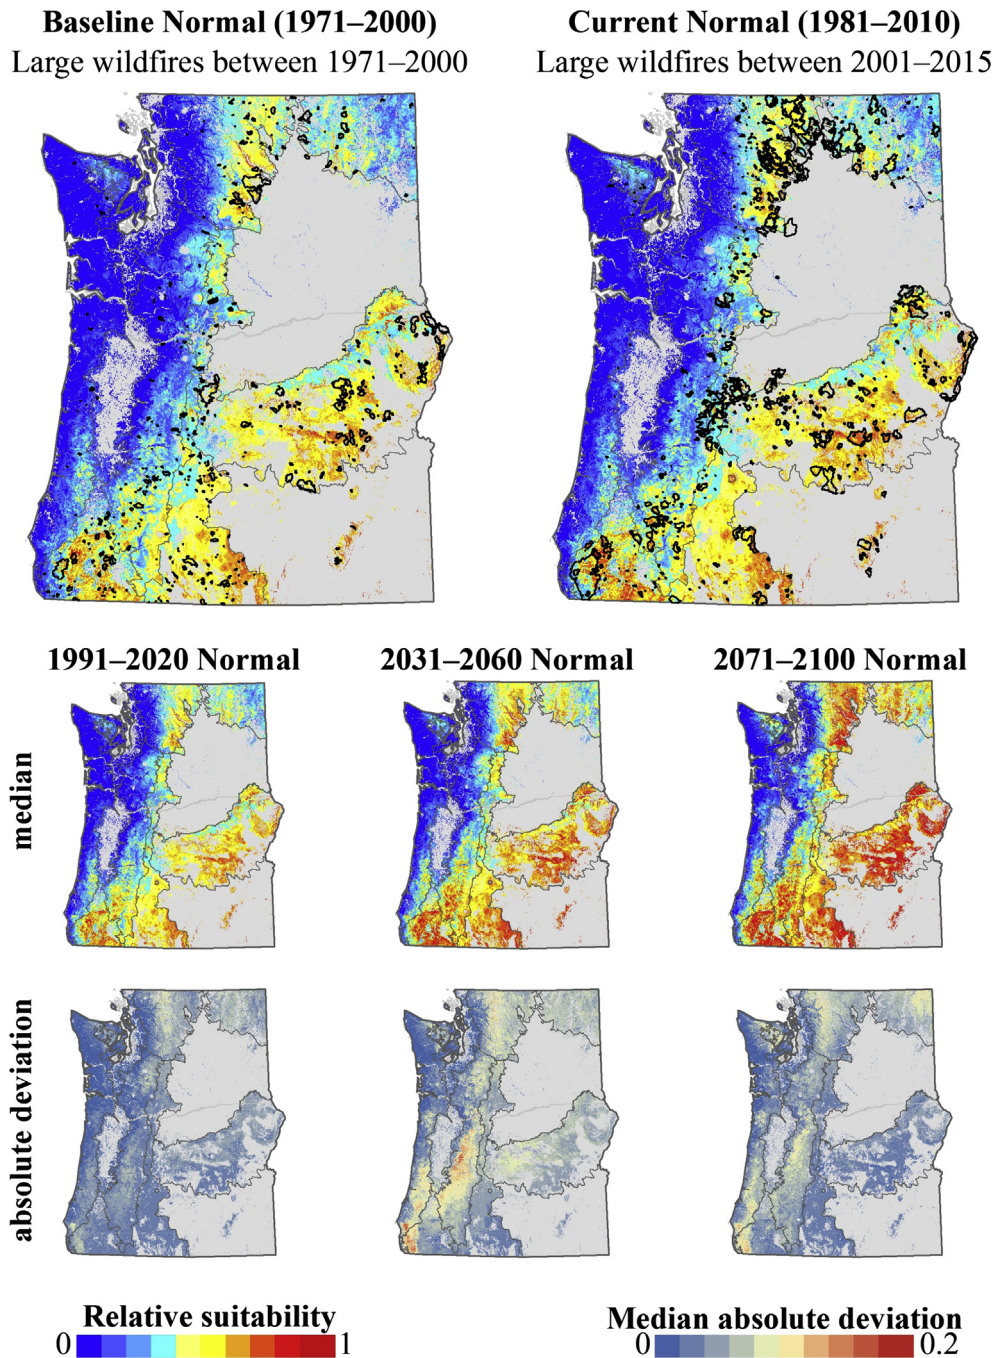 Baseline Normal (1971–2000)
Large wildfires between 1971–2000
Current Normal (1981–2010)
Large wildfires between 2001–2015
1991–2020 Normal
2031–2060 Normal
2071–2100 Normal
median
absolute deviation
Relative suitability
0 1
Median absolute deviation
0 0.2